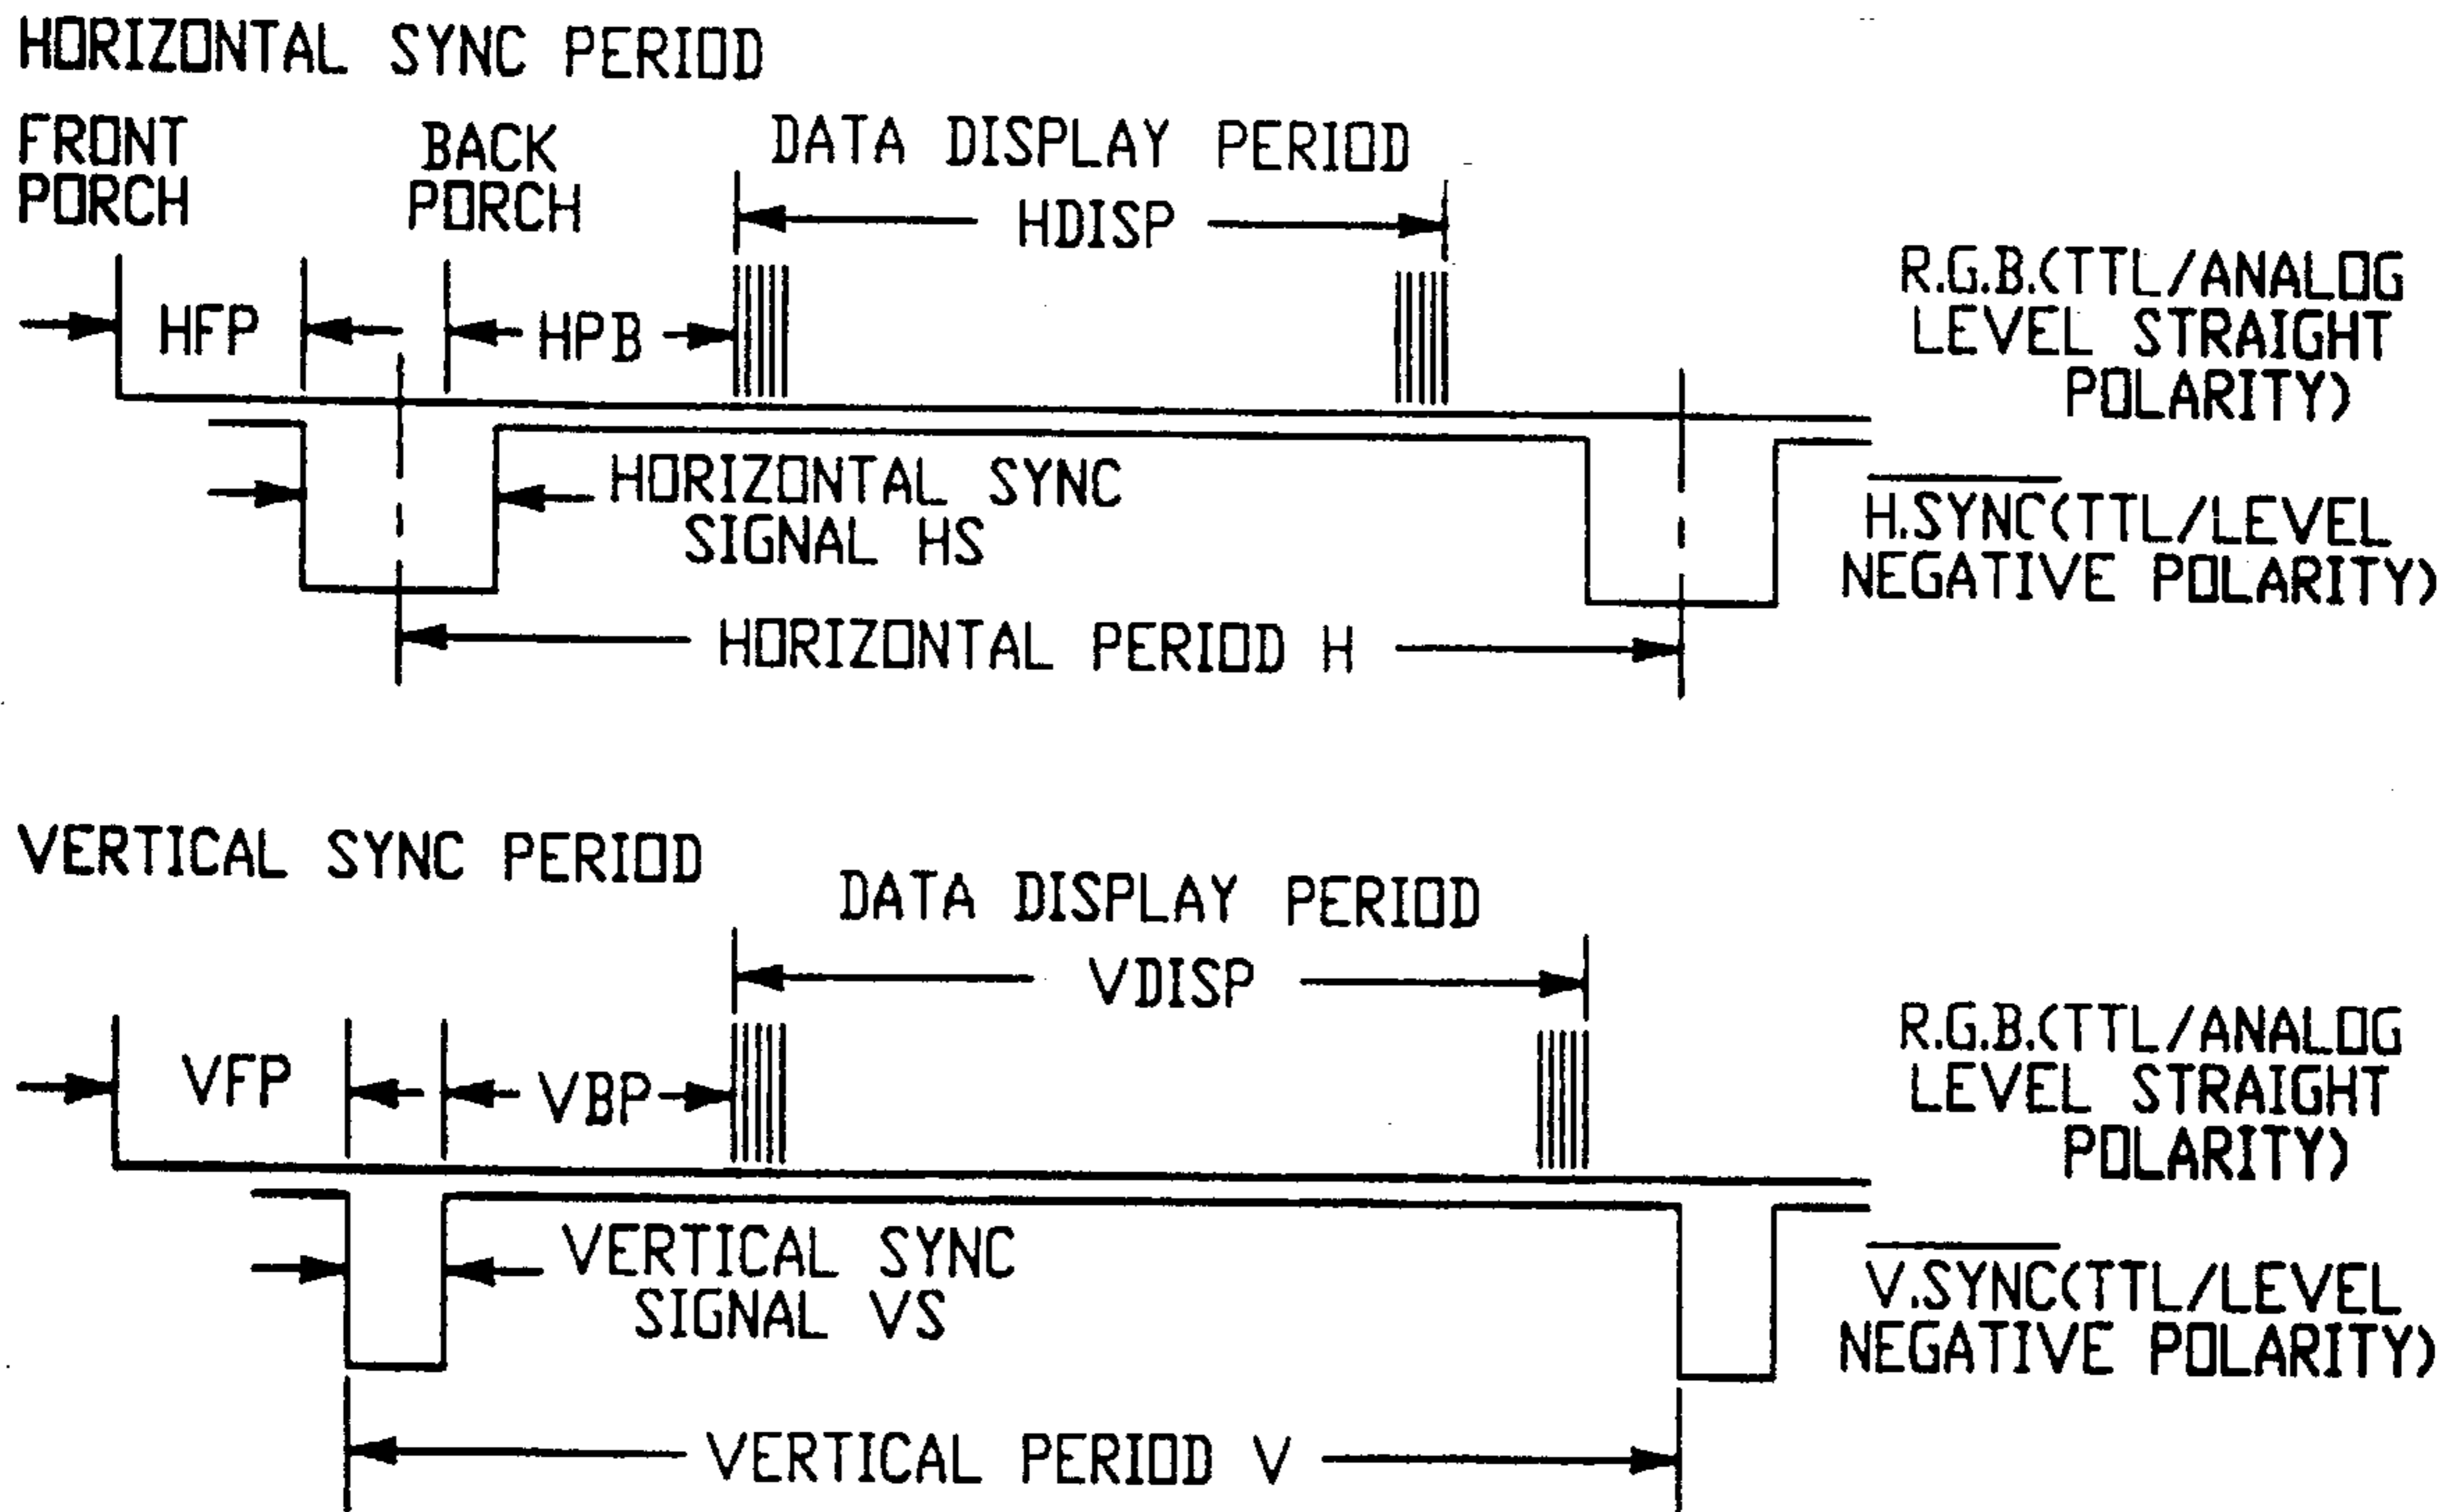 HORIZONTAL SYNC PERIOD
FRONT
PORCH
BACK
PORCH
DATA DISPLAY PERIOD
HDISP
HFP
HPB
R.G.B.(TTL/ANALOG
LEVEL STRAIGHT
POLARITY)
HORIZONTAL SYNC
SIGNAL HS
H.SYNC(TTL/LEVEL
NEGATIVE POLARITY)
HORIZONTAL PERIOD H
VERTICAL SYNC PERIOD
DATA DISPLAY PERIOD
VDISP
VFP
VBP
R.G.B.(TTL/ANALOG
LEVEL STRAIGHT
POLARITY)
VERTICAL SYNC
SIGNAL VS
V.SYNC(TTL/LEVEL
NEGATIVE POLARITY)
VERTICAL PERIOD V